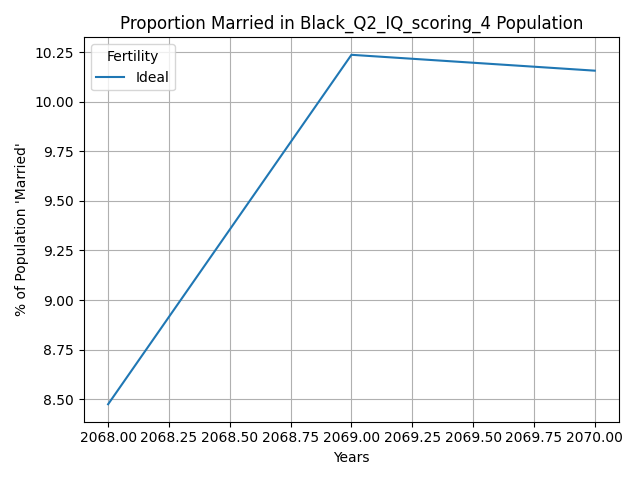 Proportion Married in Black_Q2_IQ_scoring_4 Population
Fertility
Ideal
10.25
10.00
9.75
9.50
9.25
9.00
8.75
8.50
% of Population 'Married'
2068.00 2068.25 2068.50 2068.75 2069.00 2069.25 2069.50 2069.75 2070.00
Years